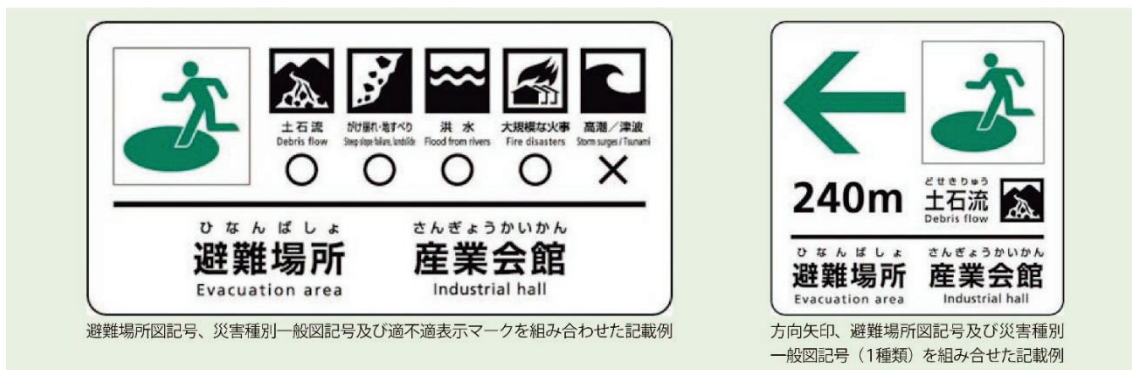 土石流 がけ崩れ・地すべり 洪水 大規模な火事 高潮／津波
Debris flow Steep slope failure, landslide Flood from rivers Fire disasters Storm surges / Tsunami
○ ○ ○ ○ ×
ひなんばしょ さんぎょうかいかん
避難場所 産業会館
Evacuation area Industrial hall
避難場所図記号、災害種別一般図記号及び適不適表示マークを組み合わせた記載例
240m
どせきりゅう
土石流
Debris flow
ひなんばしょ さんぎょうかいかん
避難場所 産業会館
Evacuation area Industrial hall
方向矢印、避難場所図記号及び災害種別
一般図記号（1種類）を組み合せた記載例